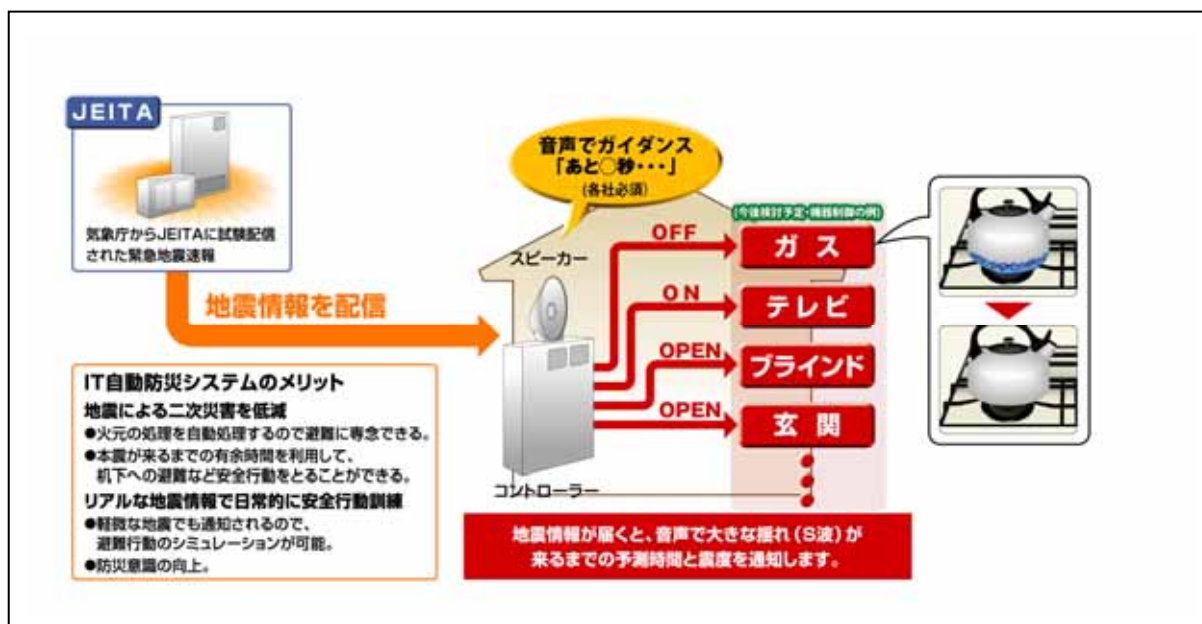 JEITA
気象庁からJEITAに試験配信
された緊急地震速報
地震情報を配信
音声でガイダンス
「あと○秒・・・」
(各社必須)
スピーカー
コントローラー
(今後検討予定・機器制御の例)
OFF
ガス
ON
テレビ
OPEN
ブラインド
OPEN
玄関
地震情報が届くと、音声で大きな揺れ(S波)が
来るまでの予測時間と震度を通知します。
IT自動防災システムのメリット
地震による二次災害を低減
●火元の処理を自動処理するので避難に専念できる。
●本震が来るまでの有余時間を利用して、
机下への避難など安全行動をとることができる。
リアルな地震情報で日常的に安全行動訓練
●軽微な地震でも通知されるので、
避難行動のシミュレーションが可能。
●防災意識の向上。